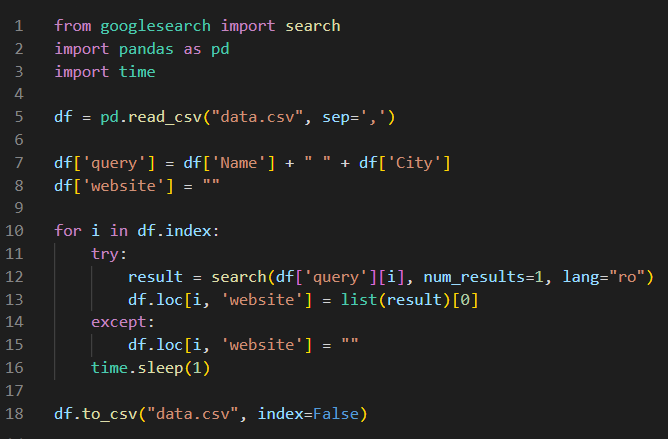 1 from googlesearch import search
2 import pandas as pd
3 import time
4
5 df = pd.read_csv("data.csv", sep=',')
6
7 df['query'] = df['Name'] + " " + df['City']
8 df['website'] = ""
9
10 for i in df.index:
11     try:
12         result = search(df['query'][i], num_results=1, lang="ro")
13         df.loc[i, 'website'] = list(result)[0]
14     except:
15         df.loc[i, 'website'] = ""
16     time.sleep(1)
17
18 df.to_csv("data.csv", index=False)